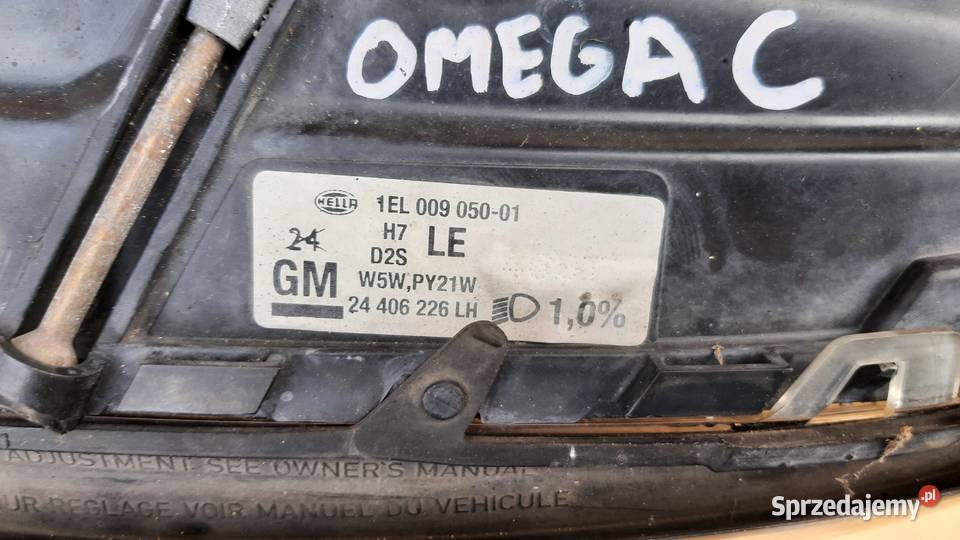 OMEGA C
HELLA 1EL 009 050-01
24 H7 LE
D2S
GM W5W,PY21W
24 406 226 LH 1,0%
ADJUSTMENT SEE OWNER'S MANUAL
UR REGLAGE VOIR MANUEL DU VEHICULE
Sprzedajemy.pl